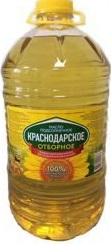 МАСЛО ПОДСОЛНЕЧНОЕ
КРАСНОДАРСКОЕ
ОТБОРНОЕ
100%